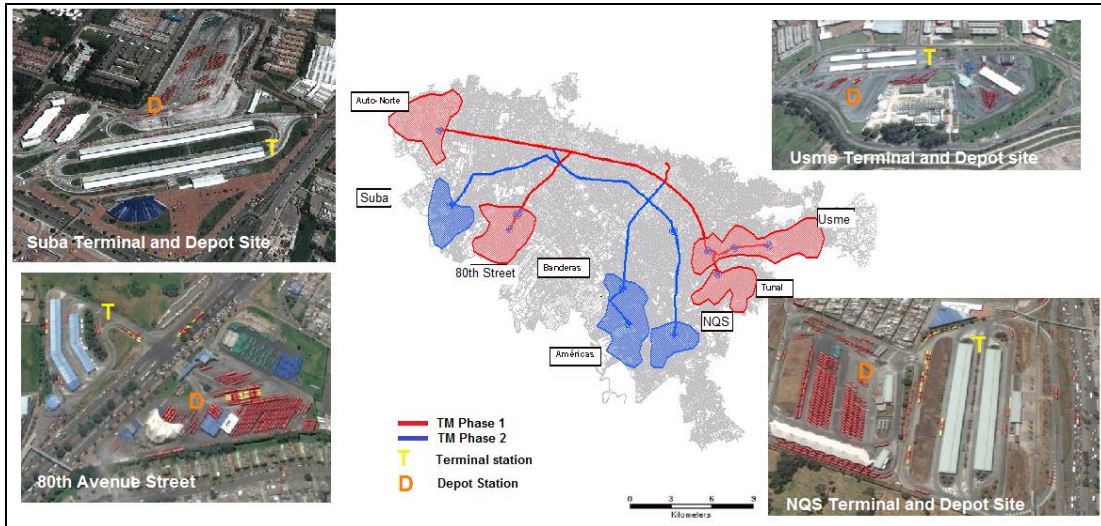 D
T
Suba Terminal and Depot Site
T
D
80th Avenue Street
Auto-Norte
Suba
80th Street
Banderas
Américas
NQS
Tunal
Usme
TM Phase 1
TM Phase 2
T Terminal station
D Depot Station
0 3 6 9
Kilometers
T
D
Usme Terminal and Depot site
T
D
NQS Terminal and Depot Site